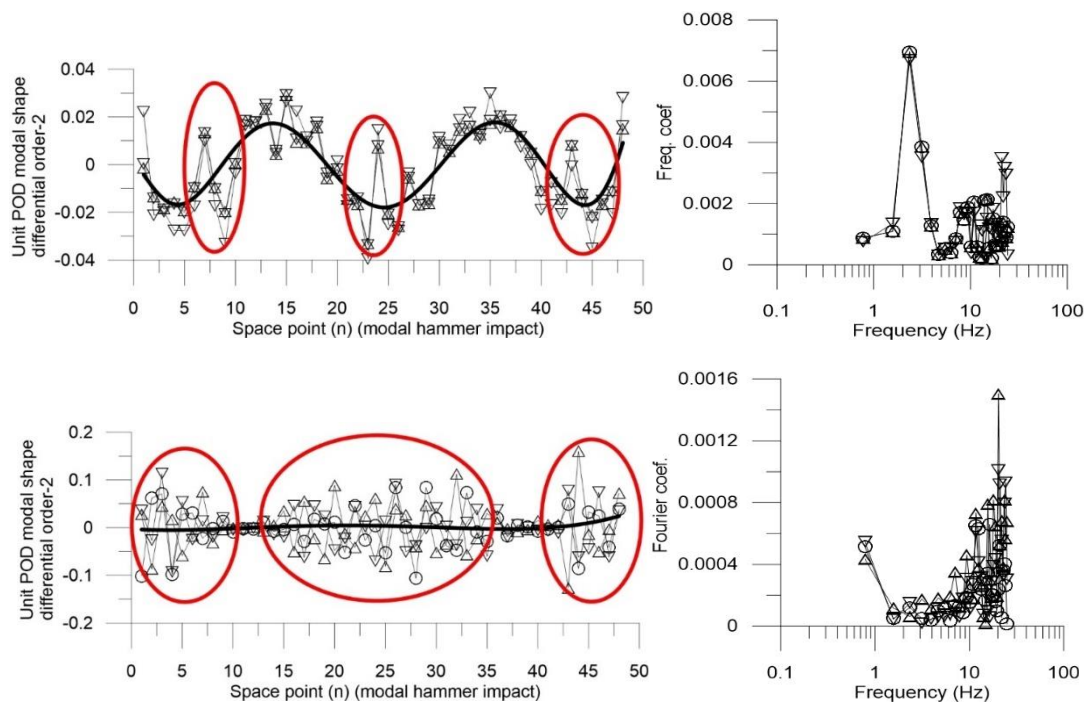 Unit POD modal shape
differential order-2
0.04
0.02
0
-0.02
-0.04
0 5 10 15 20 25 30 35 40 45 50
Space point (n) (modal hammer impact)
Freq. coef
0.008
0.006
0.004
0.002
0
0.1 1 10 100
Frequency (Hz)
Unit POD modal shape
differential order-2
0.2
0.1
0
-0.1
-0.2
0 5 10 15 20 25 30 35 40 45 50
Space point (n) (modal hammer impact)
Fourier coef.
0.0016
0.0012
0.0008
0.0004
0
0.1 1 10 100
Frequency (Hz)